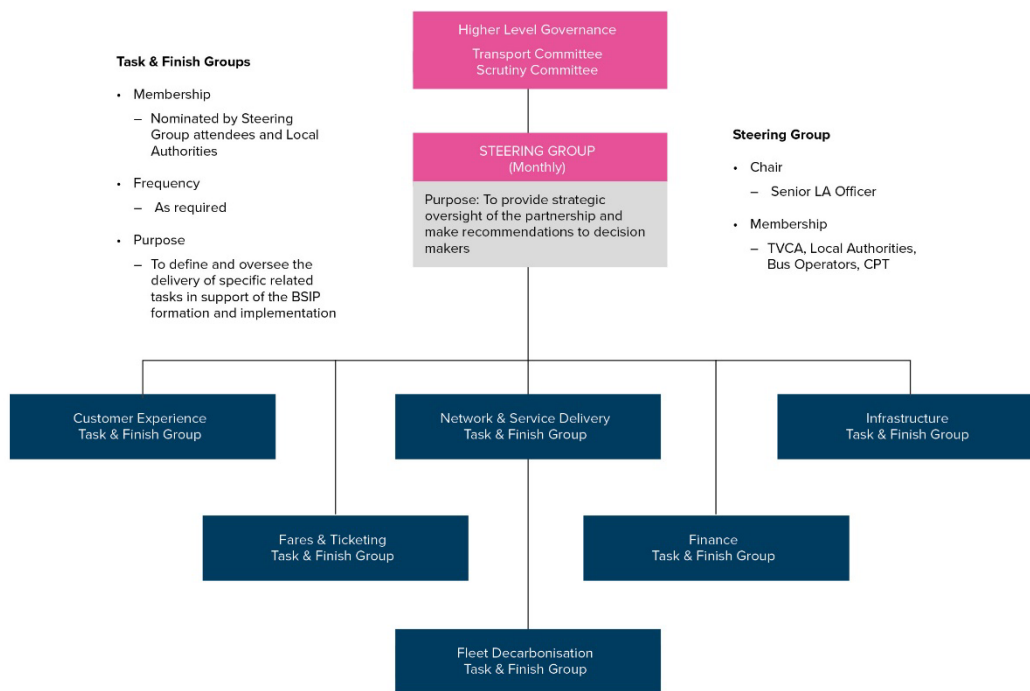 Higher Level Governance
Transport Committee
Scrutiny Committee
Task & Finish Groups
• Membership
– Nominated by Steering
Group attendees and Local
Authorities
• Frequency
– As required
• Purpose
– To define and oversee the
delivery of specific related
tasks in support of the BSIP
formation and implementation
STEERING GROUP
(Monthly)
Purpose: To provide strategic
oversight of the partnership and
make recommendations to decision
makers
Steering Group
• Chair
– Senior LA Officer
• Membership
– TVCA, Local Authorities,
Bus Operators, CPT
Customer Experience
Task & Finish Group
Network & Service Delivery
Task & Finish Group
Infrastructure
Task & Finish Group
Fares & Ticketing
Task & Finish Group
Finance
Task & Finish Group
Fleet Decarbonisation
Task & Finish Group